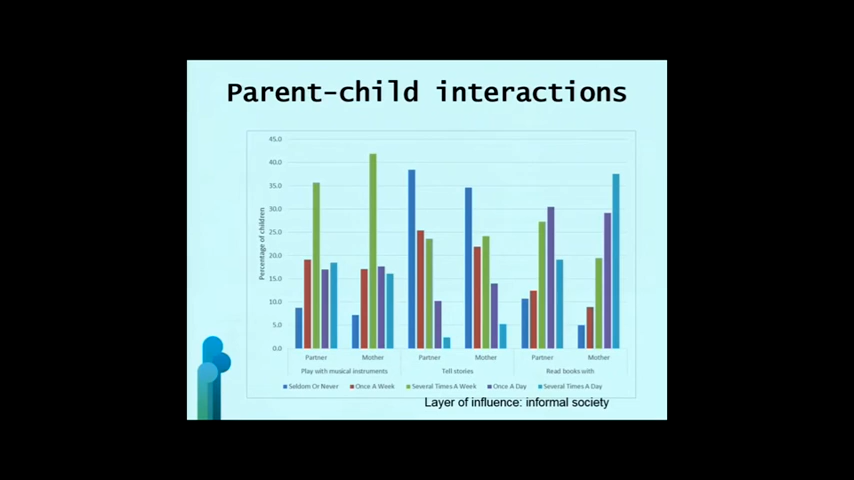 Parent-child interactions
45.0
40.0
35.0
30.0
25.0
20.0
15.0
10.0
5.0
0.0
Percentage of children
Partner Mother Partner Mother Partner Mother
Play with musical instruments Tell stories Read books with
Seldom Or Never Once A Week Several Times A Week Once A Day Several Times A Day
Layer of influence: informal society